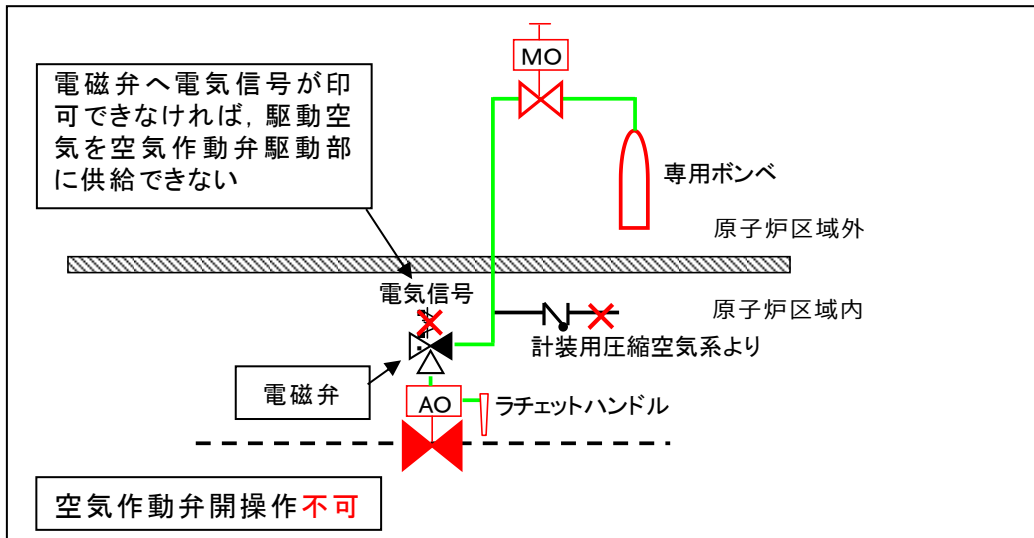 MO
電磁弁へ電気信号が印
可できなければ, 駆動空
気を空気作動弁駆動部
に供給できない
専用ボンベ
原子炉区域外
電気信号
原子炉区域内
計装用圧縮空気系より
電磁弁
AO
ラチェットハンドル
空気作動弁開操作不可